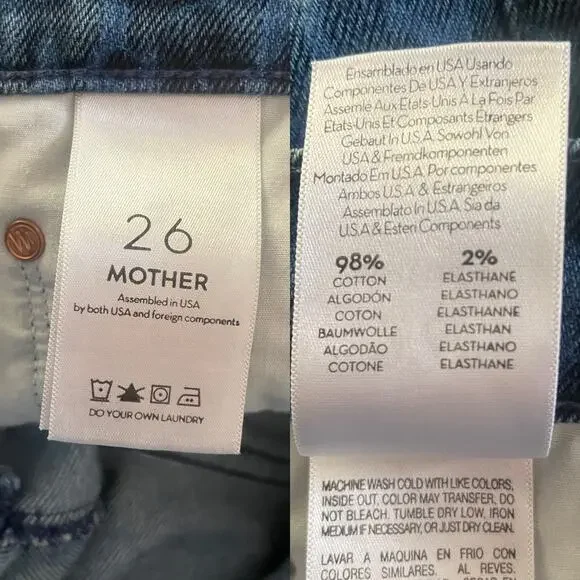 26
MOTHER
Assembled in USA
by both USA and foreign components
DO YOUR OWN LAUNDRY
Ensamblado en USA Usando
Componentes De USA Y Extranjeros
Assemle Aux Etats-Unis A La Fois Par
Etats-Unis Et Composants Etrangers
Gebaut In U.S.A. Sowohl Von
USA & Fremdkomponenten
Montado Em U.S.A. Por componentes
Ambos U.S.A. & Estrangeiros
Assemblato In U.S.A. Sia da
U.S.A & Esteri Components
98% 2%
COTTON ELASTHANE
ALGODÓN ELASTHANO
COTON ELASTHANNE
BAUMWOLLE ELASTHAN
ALGODÃO ELASTHANO
COTONE ELASTHANE
MACHINE WASH COLD WITH LIKE COLORS,
INSIDE OUT, COLOR MAY TRANSFER, DO
NOT BLEACH. TUMBLE DRY LOW, IRON
MEDIUM IF NECESSARY, OR JUST DRY CLEAN.
LAVAR A MAQUINA EN FRIO CON
COLORES SIMILARES. AL REVES.